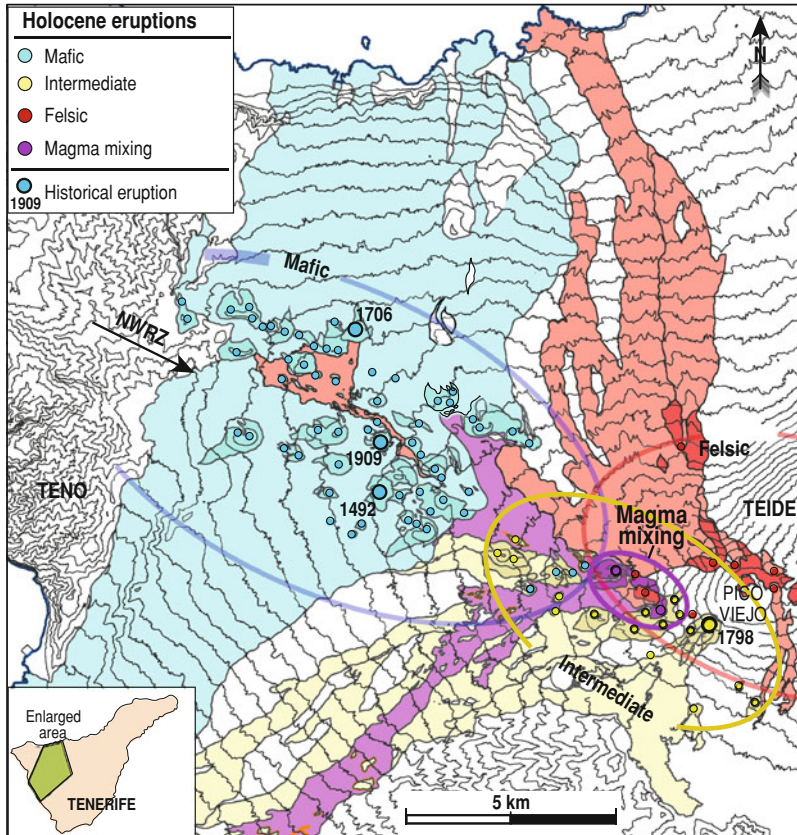 Holocene eruptions
Mafic
Intermediate
Felsic
Magma mixing
Historical eruption
1909
N
Mafic
1706
NWRZ
1909
Felsic
TENO
1492
Magma
mixing
TEIDE
PICO
VIEJO
1798
Intermediate
Enlarged
area
TENERIFE
5 km